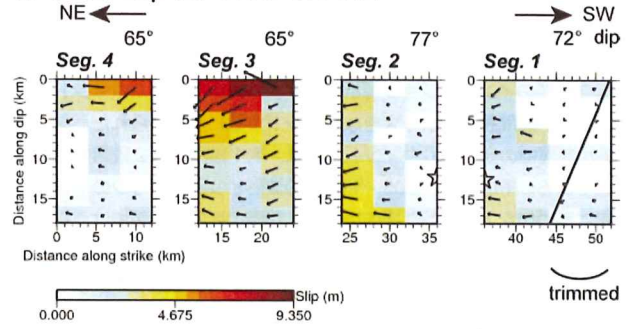 NE SW
65° 65° 77° 72° dip
Seg. 4 Seg. 3 Seg. 2 Seg. 1
Distance along dip (km)
0 0 0 0
5 5 5 5
10 10 10 10
15 15 15 15
0 5 10 15 20 25 30 35 40 45 50
Distance along strike (km)
trimmed
Slip (m)
0.000 4.675 9.350